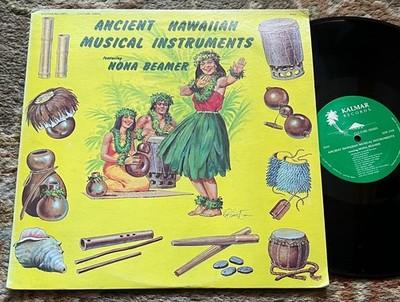 ANCIENT HAWAIIAN
MUSICAL INSTRUMENTS
featuring
NONA BEAMER
KALMAR
RECORDS